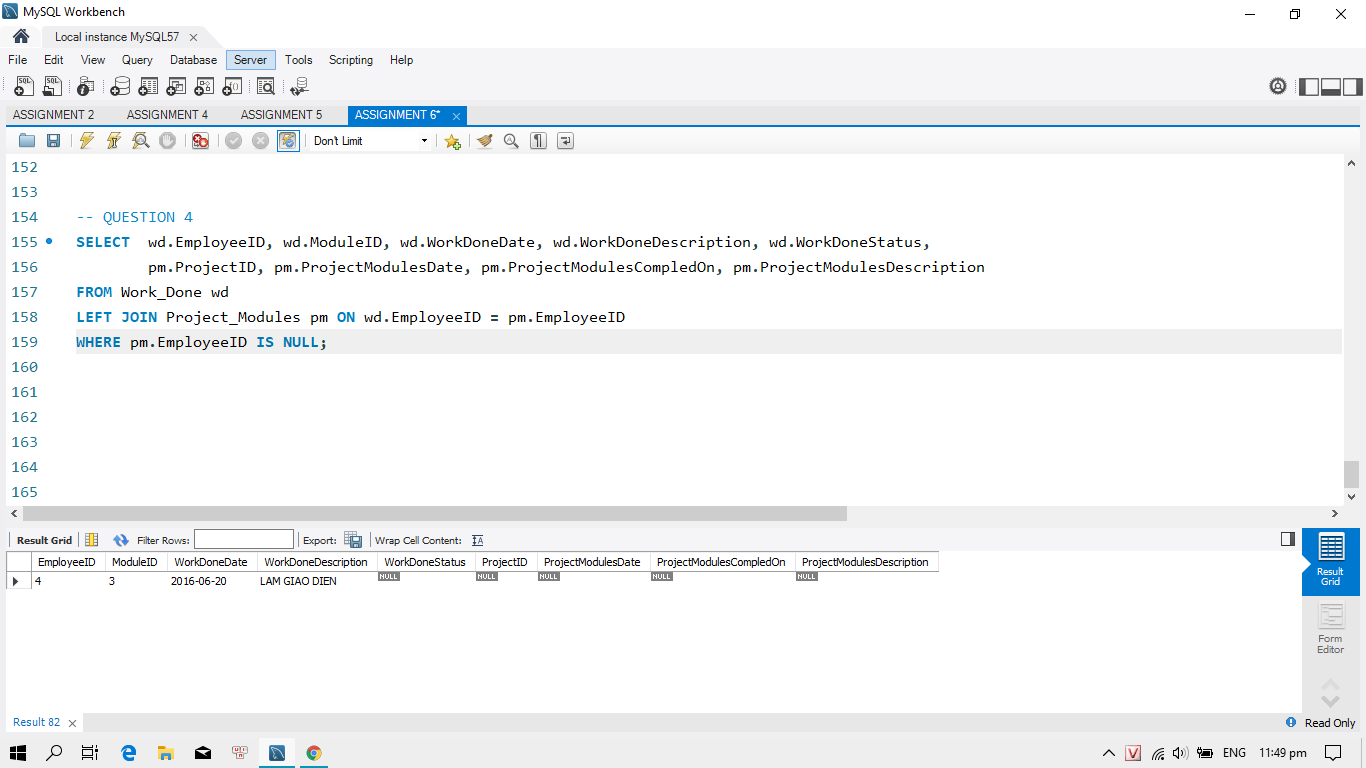 MySQL Workbench
Local instance MySQL57
File Edit View Query Database Server Tools Scripting Help
ASSIGNMENT 2 ASSIGNMENT 4 ASSIGNMENT 5 ASSIGNMENT 6*
Don't Limit
152
153
154 -- QUESTION 4
155 SELECT wd.EmployeeID, wd.ModuleID, wd.WorkDoneDate, wd.WorkDoneDescription, wd.WorkDoneStatus,
156 pm.ProjectID, pm.ProjectModulesDate, pm.ProjectModulesCompledOn, pm.ProjectModulesDescription
157 FROM Work_Done wd
158 LEFT JOIN Project_Modules pm ON wd.EmployeeID = pm.EmployeeID
159 WHERE pm.EmployeeID IS NULL;
160
161
162
163
164
165
Result Grid Filter Rows: Export: Wrap Cell Content:
EmployeeID ModuleID WorkDoneDate WorkDoneDescription WorkDoneStatus ProjectID ProjectModulesDate ProjectModulesCompledOn ProjectModulesDescription
4 3 2016-06-20 LAM GIAO DIEN NULL NULL NULL NULL NULL
Result
Grid
Form
Editor
Result 82
Read Only
ENG 11:49 pm